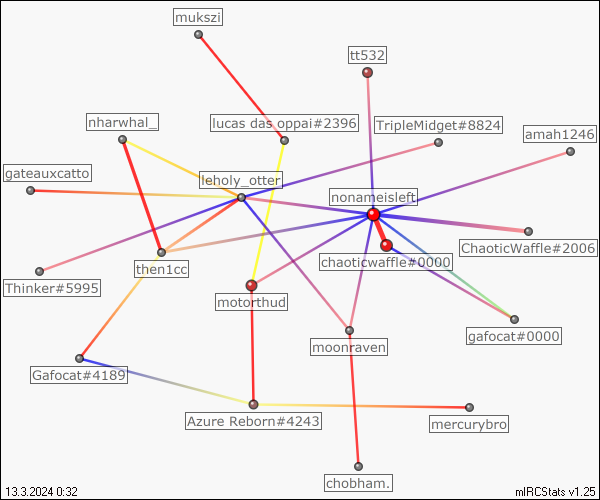 mukszi
tt532
nharwhal_
lucas das oppai#2396
TripleMidget#8824
amah1246
gateauxcatto
leholy_otter
nonameisleft
ChaoticWaffle#2006
then1cc
chaoticwaffle#0000
Thinker#5995
motorthud
gafocat#0000
moonraven
Gafocat#4189
Azure Reborn#4243
mercurybro
chobham.
13.3.2024 0:32
mIRCStats v1.25